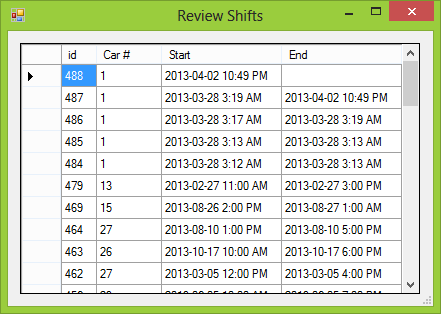 Review Shifts
id Car # Start End
488 1 2013-04-02 10:49 PM
487 1 2013-03-28 3:19 AM 2013-04-02 10:49 PM
486 1 2013-03-28 3:17 AM 2013-03-28 3:19 AM
485 1 2013-03-28 3:13 AM 2013-03-28 3:13 AM
484 1 2013-03-28 3:12 AM 2013-03-28 3:13 AM
479 13 2013-02-27 11:00 AM 2013-02-27 3:00 PM
469 15 2013-08-26 2:00 PM 2013-08-27 1:00 AM
464 27 2013-08-10 1:00 PM 2013-08-10 5:00 PM
463 26 2013-10-17 10:00 AM 2013-10-17 6:00 PM
462 27 2013-03-05 12:00 PM 2013-03-05 4:00 PM